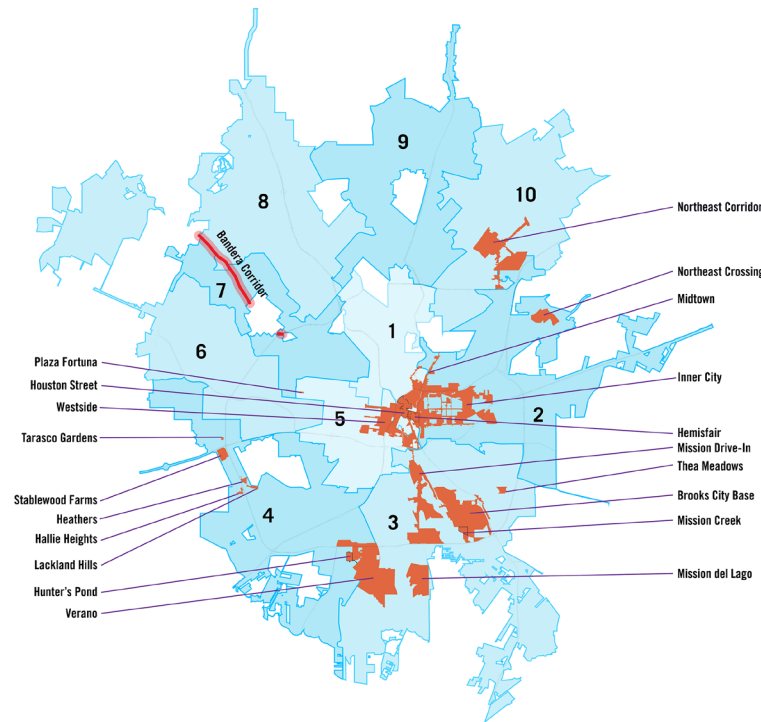 9
10
8
Northeast Corridor
Bandera Corridor
Northeast Crossing
7
Midtown
1
6
Plaza Fortuna
Houston Street
Inner City
Westside
5
2
Hemisfair
Tarasco Gardens
Mission Drive-In
Thea Meadows
Stablewood Farms
Brooks City Base
Heathers
4
3
Mission Creek
Hallie Heights
Lackland Hills
Mission del Lago
Hunter's Pond
Verano